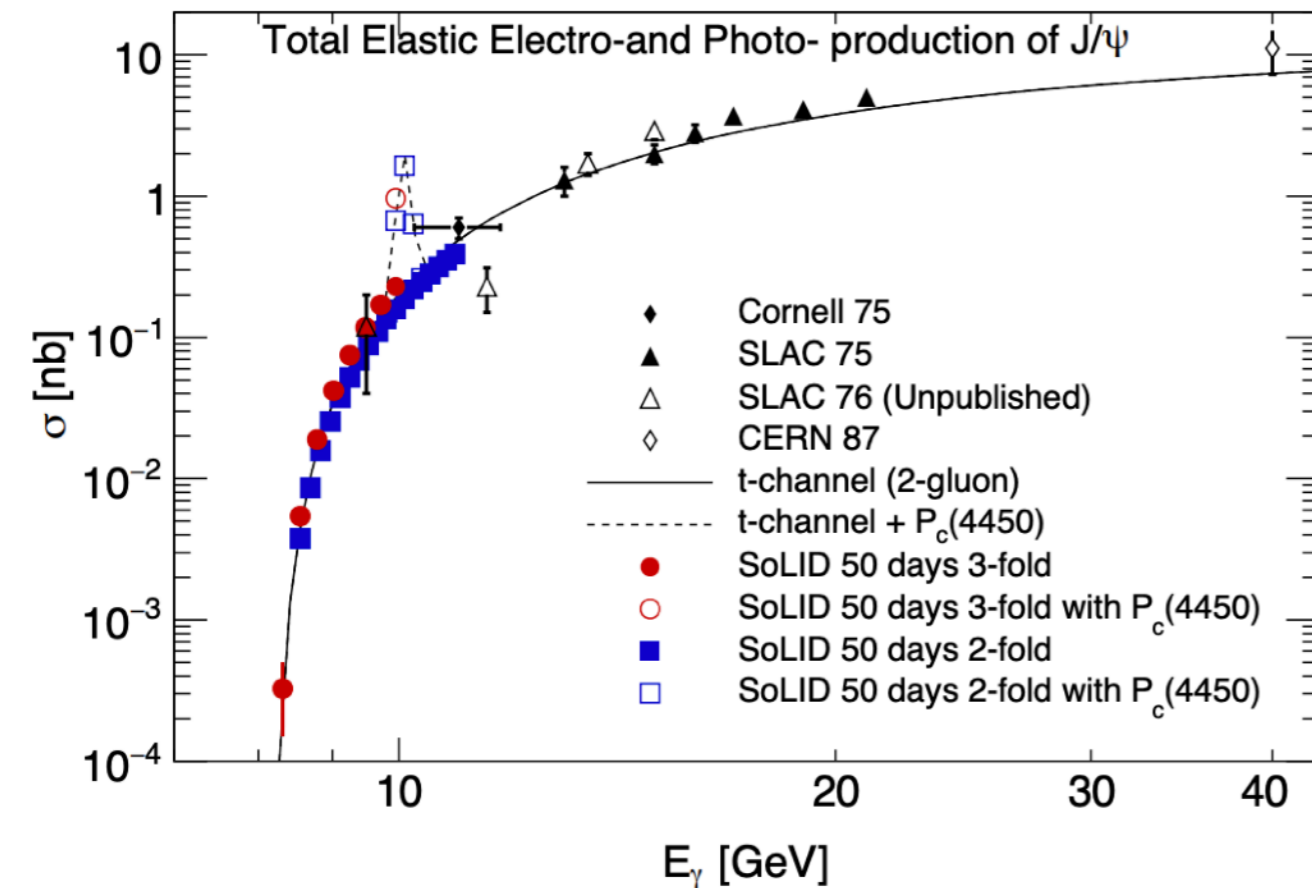 Total Elastic Electro-and Photo- production of J/ψ
10
1
10⁻¹
10⁻²
10⁻³
10⁻⁴
σ [nb]
Cornell 75
SLAC 75
SLAC 76 (Unpublished)
CERN 87
t-channel (2-gluon)
t-channel + P_c(4450)
SoLID 50 days 3-fold
SoLID 50 days 3-fold with P_c(4450)
SoLID 50 days 2-fold
SoLID 50 days 2-fold with P_c(4450)
10 20 30 40
E_γ [GeV]